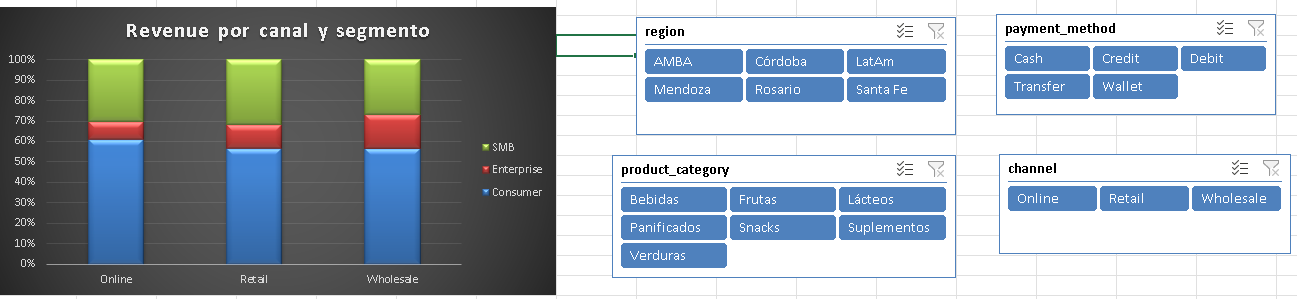 Revenue por canal y segmento
100%
90%
80%
70%
60%
50%
40%
30%
20%
10%
0%
Online Retail Wholesale
SMB
Enterprise
Consumer
region
AMBA Córdoba LatAm
Mendoza Rosario Santa Fe
payment_method
Cash Credit Debit
Transfer Wallet
product_category
Bebidas Frutas Lácteos
Panificados Snacks Suplementos
Verduras
channel
Online Retail Wholesale